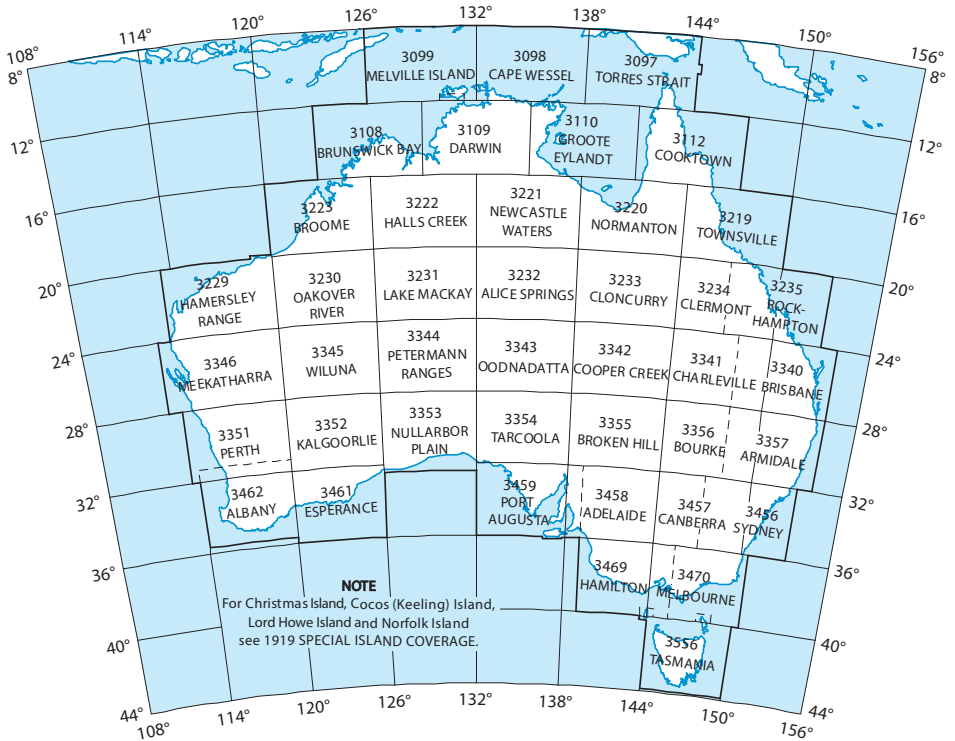 108°
114°
120°
126°
132°
138°
144°
150°
156°
8°
8°
3099
MELVILLE ISLAND
3098
CAPE WESSEL
3097
TORRES STRAIT
12°
12°
3108
BRUNSWICK BAY
3109
DARWIN
3110
GROOTE
EYLANDT
3112
COOKTOWN
16°
16°
3223
BROOME
3222
HALLS CREEK
3221
NEWCASTLE
WATERS
3220
NORMANTON
3219
TOWNSVILLE
20°
20°
3229
HAMERSLEY
RANGE
3230
OAKOVER
RIVER
3231
LAKE MACKAY
3232
ALICE SPRINGS
3233
CLONCURRY
3234
CLERMONT
3235
ROCK-
HAMPTON
24°
24°
3346
MEEKATHARRA
3345
WILUNA
3344
PETERMANN
RANGES
3343
OODNADATTA
3342
COOPER CREEK
3341
CHARLEVILLE
3340
BRISBANE
28°
28°
3351
PERTH
3352
KALGOORLIE
3353
NULLARBOR
PLAIN
3354
TARCOOLA
3355
BROKEN HILL
3356
BOURKE
3357
ARMIDALE
32°
32°
3462
ALBANY
3461
ESPERANCE
3459
PORT
AUGUSTA
3458
ADELAIDE
3457
CANBERRA
3456
SYDNEY
36°
36°
3469
HAMILTON
3470
MELBOURNE
NOTE
For Christmas Island, Cocos (Keeling) Island,
Lord Howe Island and Norfolk Island
see 1919 SPECIAL ISLAND COVERAGE.
40°
40°
3556
TASMANIA
44°
44°
108°
114°
120°
126°
132°
138°
144°
150°
156°